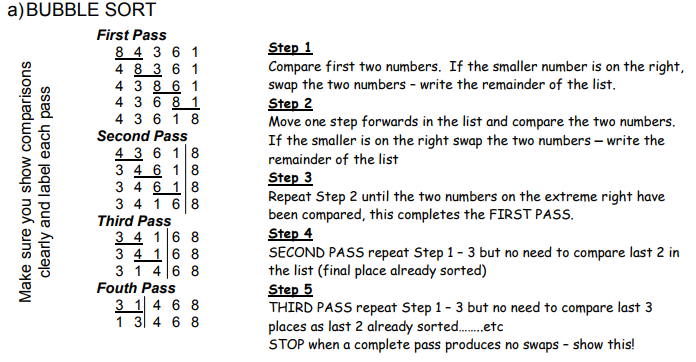 a)BUBBLE SORT
Make sure you show comparisons
clearly and label each pass
First Pass
8 4 3 6 1
4 8 3 6 1
4 3 8 6 1
4 3 6 8 1
4 3 6 1 8
Second Pass
4 3 6 1 8
3 4 6 1 8
3 4 6 1 8
3 4 1 6 8
Third Pass
3 4 1 6 8
3 4 1 6 8
3 1 4 6 8
Fouth Pass
3 1 4 6 8
1 3 4 6 8
Step 1
Compare first two numbers. If the smaller number is on the right,
swap the two numbers – write the remainder of the list.
Step 2
Move one step forwards in the list and compare the two numbers.
If the smaller is on the right swap the two numbers – write the
remainder of the list
Step 3
Repeat Step 2 until the two numbers on the extreme right have
been compared, this completes the FIRST PASS.
Step 4
SECOND PASS repeat Step 1 – 3 but no need to compare last 2 in
the list (final place already sorted)
Step 5
THIRD PASS repeat Step 1 – 3 but no need to compare last 3
places as last 2 already sorted……..etc
STOP when a complete pass produces no swaps – show this!